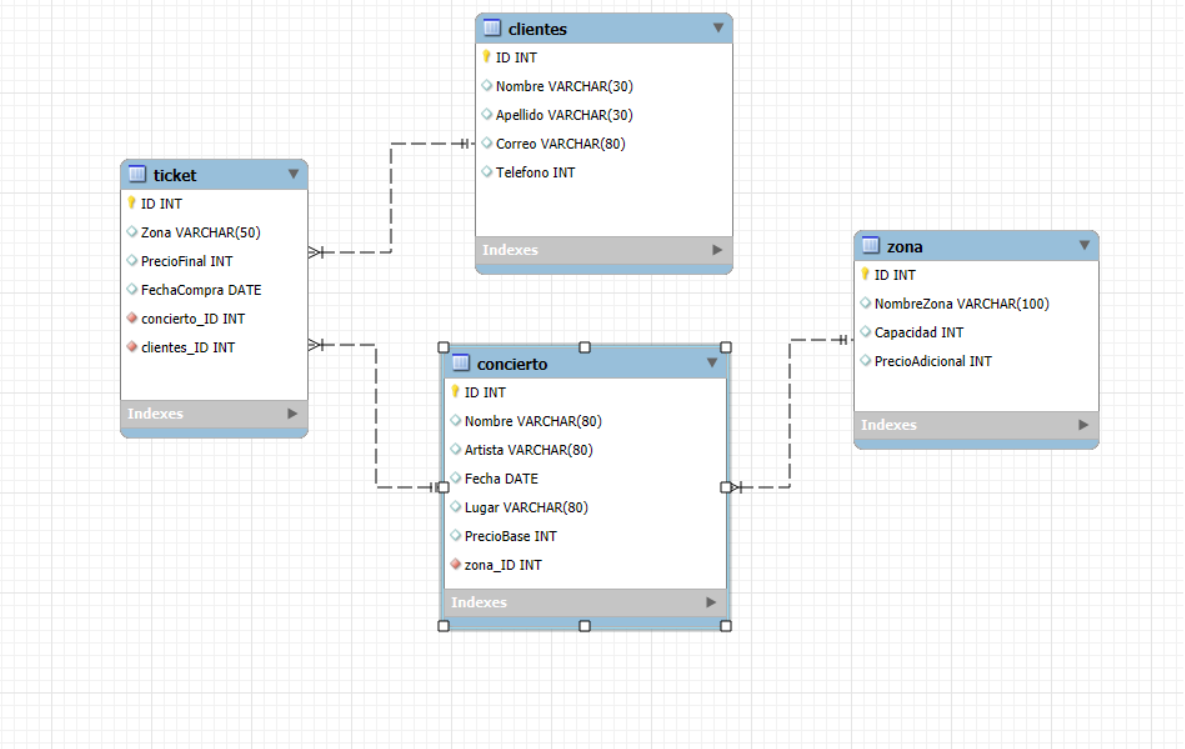 clientes
ID INT
Nombre VARCHAR(30)
Apellido VARCHAR(30)
Correo VARCHAR(80)
Telefono INT
Indexes
ticket
ID INT
Zona VARCHAR(50)
PrecioFinal INT
FechaCompra DATE
concierto_ID INT
clientes_ID INT
Indexes
concierto
ID INT
Nombre VARCHAR(80)
Artista VARCHAR(80)
Fecha DATE
Lugar VARCHAR(80)
PrecioBase INT
zona_ID INT
Indexes
zona
ID INT
NombreZona VARCHAR(100)
Capacidad INT
PrecioAdicional INT
Indexes